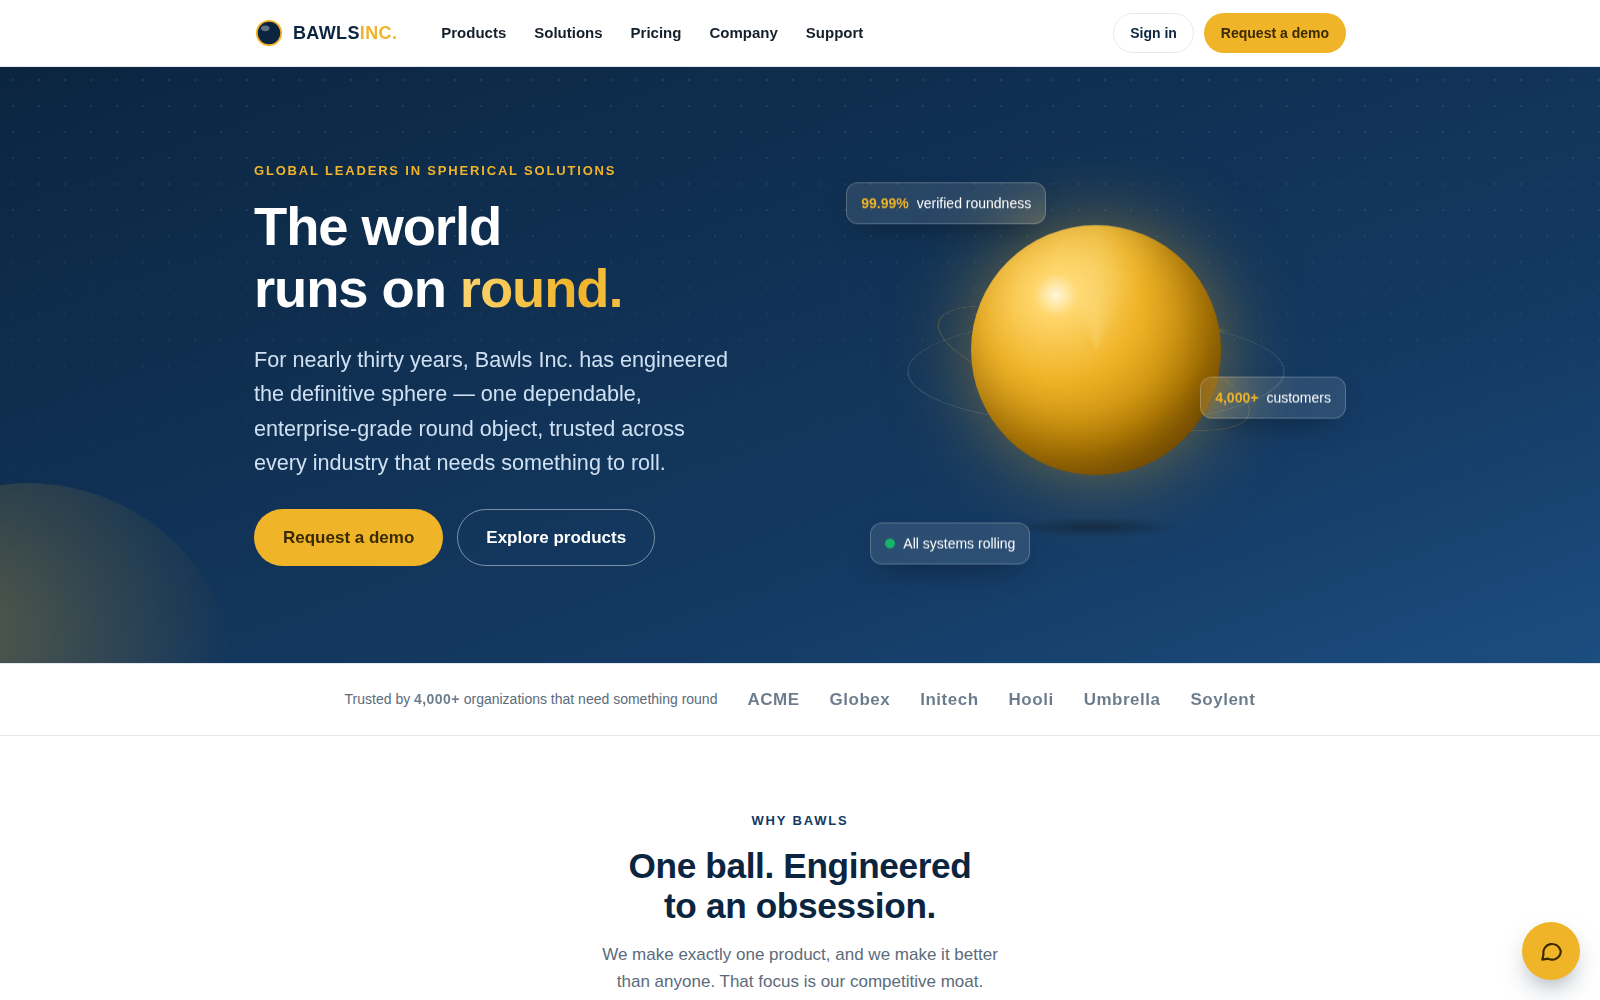 BAWLSINC.
Products
Solutions
Pricing
Company
Support
Sign in
Request a demo
GLOBAL LEADERS IN SPHERICAL SOLUTIONS
The world
runs on round.
For nearly thirty years, Bawls Inc. has engineered
the definitive sphere — one dependable,
enterprise-grade round object, trusted across
every industry that needs something to roll.
Request a demo
Explore products
99.99% verified roundness
4,000+ customers
All systems rolling
Trusted by 4,000+ organizations that need something round
ACME
Globex
Initech
Hooli
Umbrella
Soylent
WHY BAWLS
One ball. Engineered
to an obsession.
We make exactly one product, and we make it better
than anyone. That focus is our competitive moat.